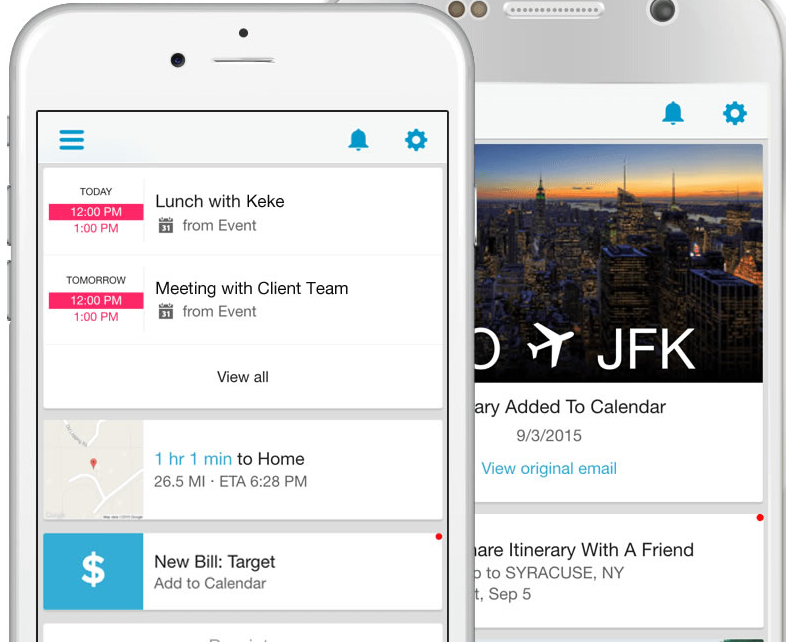 TODAY
12:00 PM
1:00 PM
Lunch with Keke
31
from Event
TOMORROW
12:00 PM
1:00 PM
Meeting with Client Team
31
from Event
View all
1 hr 1 min to Home
26.5 MI · ETA 6:28 PM
$
New Bill: Target
Add to Calendar
O JFK
ary Added To Calendar
9/3/2015
View original email
are Itinerary With A Friend
to SYRACUSE, NY
t, Sep 5